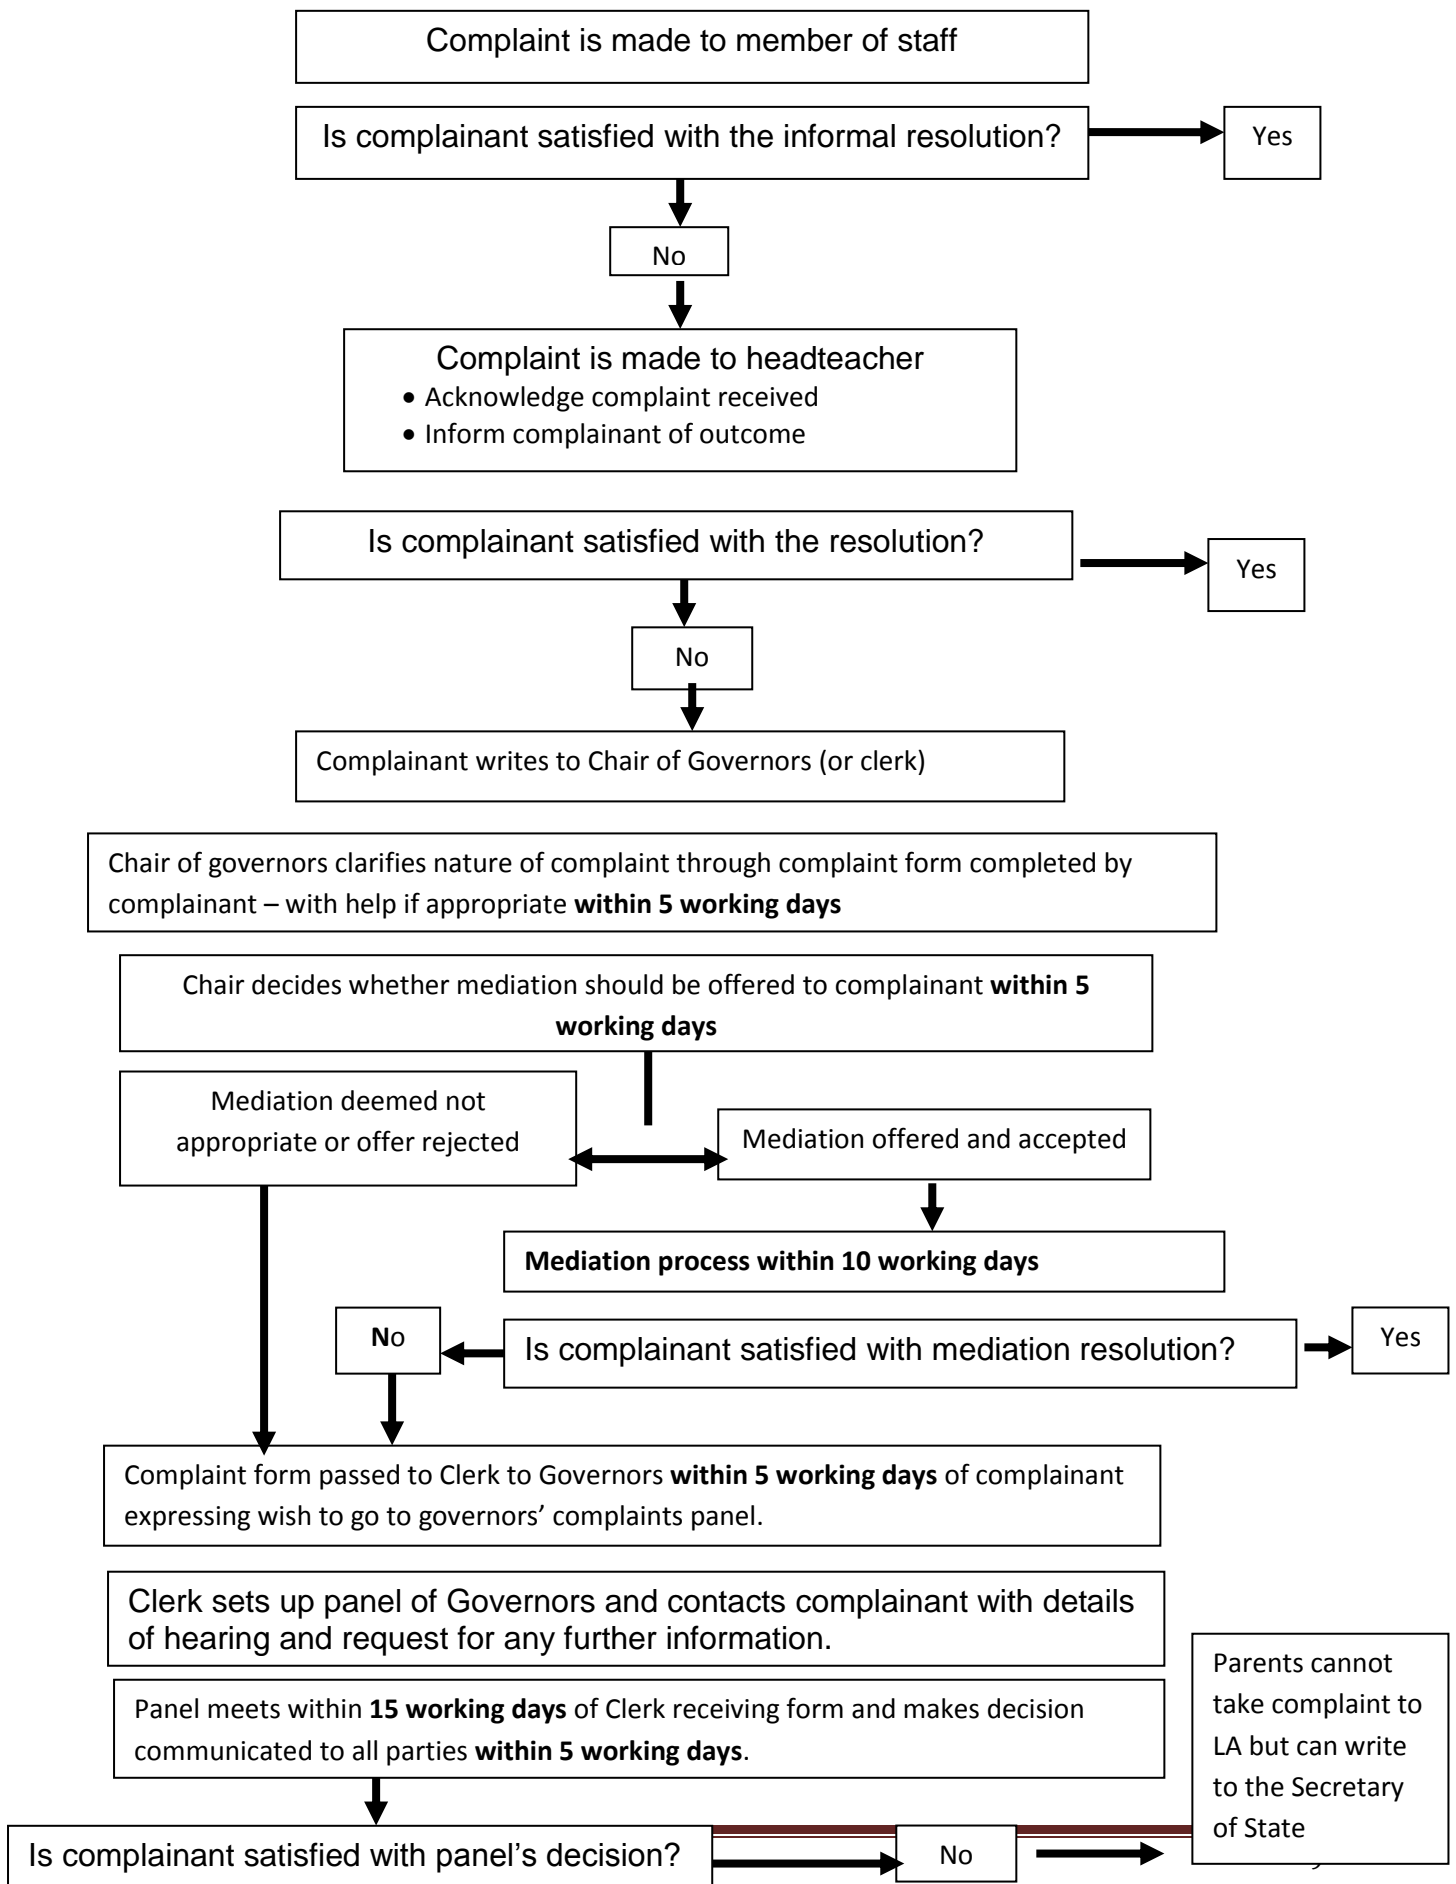 Complaint is made to member of staff
Is complainant satisfied with the informal resolution?
Yes
No
Complaint is made to headteacher
• Acknowledge complaint received
• Inform complainant of outcome
Is complainant satisfied with the resolution?
Yes
No
Complainant writes to Chair of Governors (or clerk)
Chair of governors clarifies nature of complaint through complaint form completed by
complainant – with help if appropriate within 5 working days
Chair decides whether mediation should be offered to complainant within 5
working days
Mediation deemed not
appropriate or offer rejected
Mediation offered and accepted
Mediation process within 10 working days
No
Is complainant satisfied with mediation resolution?
Yes
Complaint form passed to Clerk to Governors within 5 working days of complainant
expressing wish to go to governors’ complaints panel.
Clerk sets up panel of Governors and contacts complainant with details
of hearing and request for any further information.
Panel meets within 15 working days of Clerk receiving form and makes decision
communicated to all parties within 5 working days.
Parents cannot
take complaint to
LA but can write
to the Secretary
of State
Is complainant satisfied with panel’s decision?
No